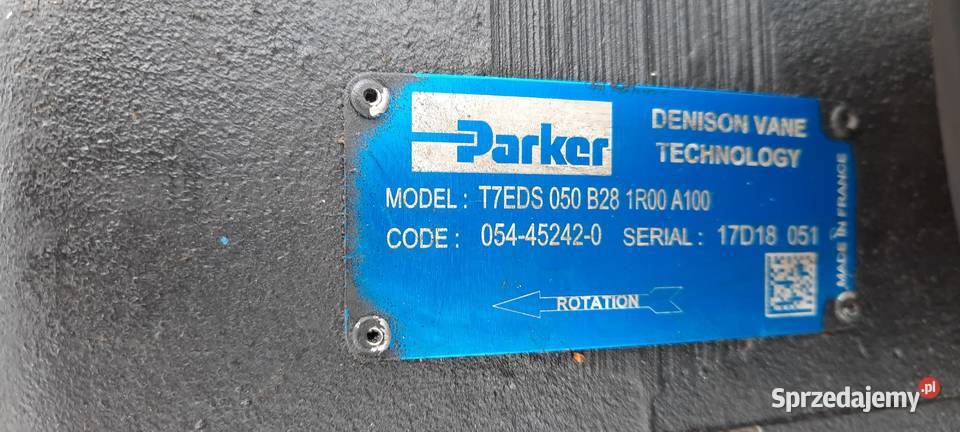 Parker
DENISON VANE
TECHNOLOGY
MODEL : T7EDS 050 B28 1R00 A100
CODE : 054-45242-0 SERIAL : 17D18 051
MADE IN FRANCE
ROTATION
Sprzedajemy.pl